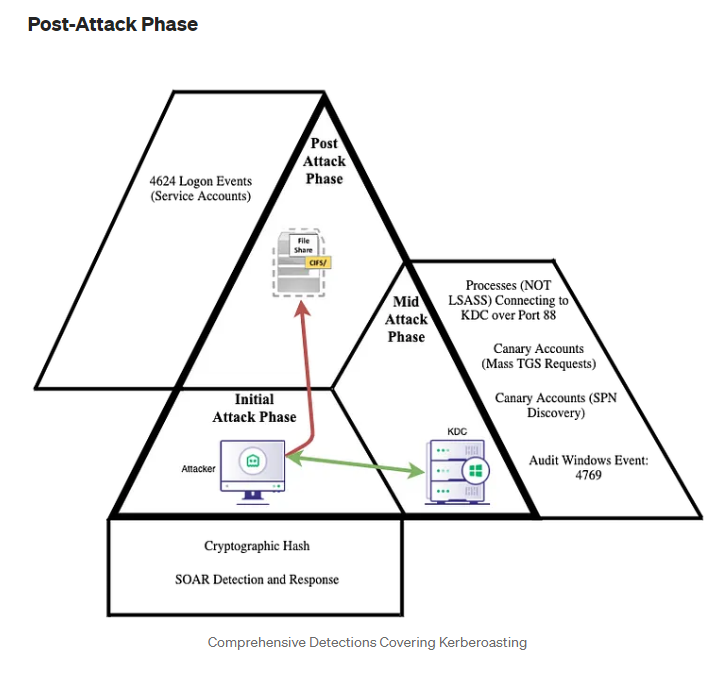 Post-Attack Phase
Post
Attack
Phase
4624 Logon Events
(Service Accounts)
File
Share
CIFS/
Processes (NOT
LSASS) Connecting to
KDC over Port 88
Mid
Attack
Phase
Canary Accounts
(Mass TGS Requests)
Canary Accounts (SPN
Discovery)
Initial
Attack Phase
KDC
Attacker
Audit Windows Event:
4769
Cryptographic Hash
SOAR Detection and Response
Comprehensive Detections Covering Kerberoasting